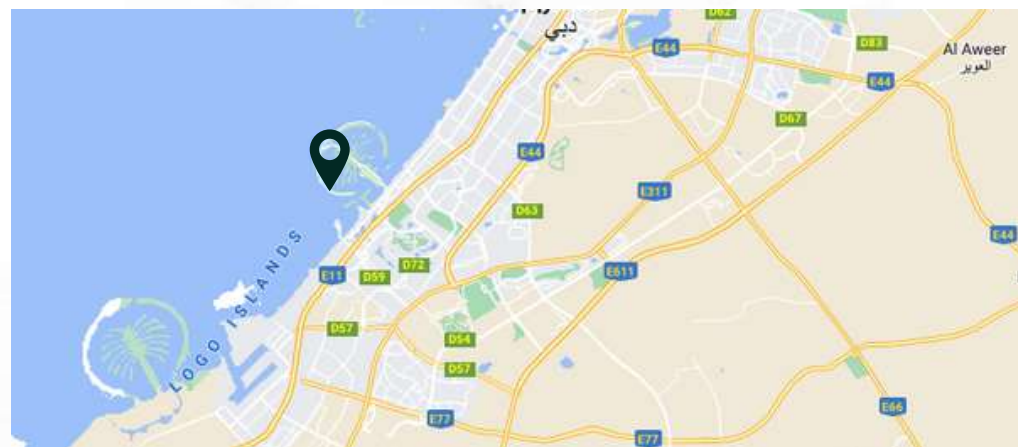 دبي
D62
E44
D83
Al Aweer
العوير
E44
D67
E44
E311
D63
E44
LOGO ISLANDS
E11
D59
D72
E611
D57
D54
D57
E66
E77
E77